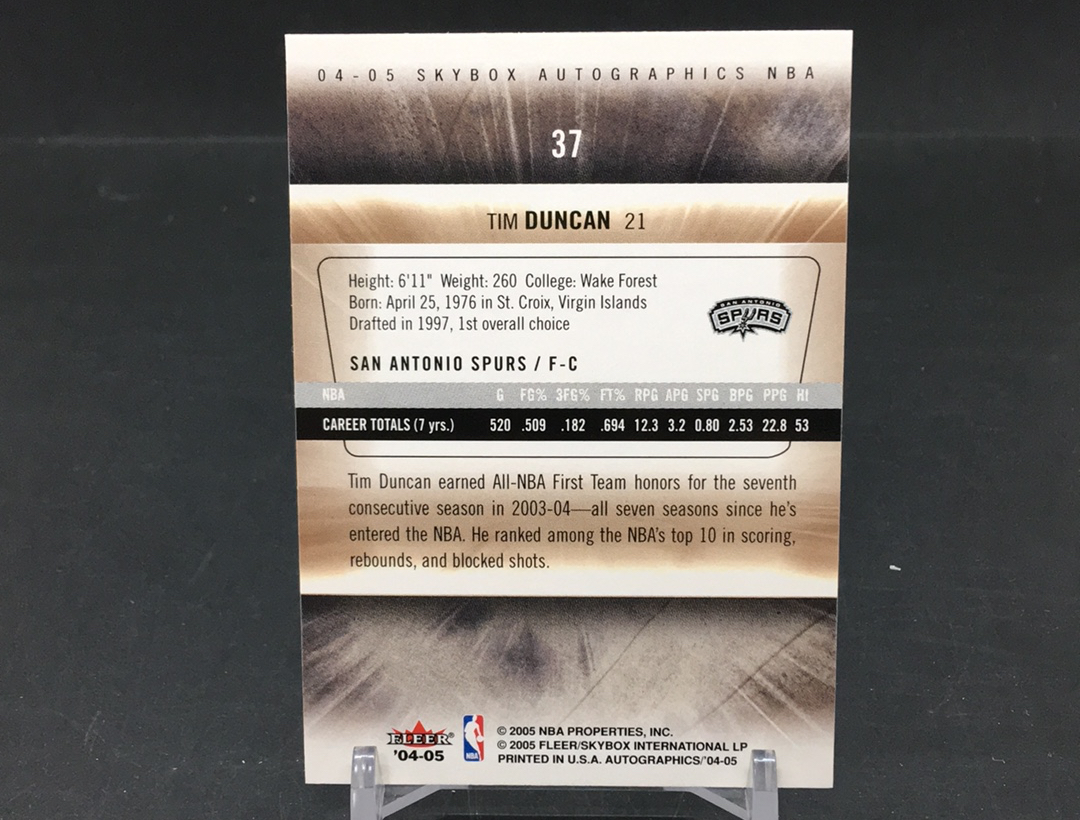 04-05 SKYBOX AUTOGRAPHICS NBA
37
TIM DUNCAN 21
Height: 6'11" Weight: 260 College: Wake Forest
Born: April 25, 1976 in St. Croix, Virgin Islands
Drafted in 1997, 1st overall choice
SAN ANTONIO
SPURS
SAN ANTONIO SPURS / F-C
NBA G FG% 3FG% FT% RPG APG SPG BPG PPG HI
CAREER TOTALS (7 yrs.) 520 .509 .182 .694 12.3 3.2 0.80 2.53 22.8 53
Tim Duncan earned All-NBA First Team honors for the seventh
consecutive season in 2003-04—all seven seasons since he's
entered the NBA. He ranked among the NBA's top 10 in scoring,
rebounds, and blocked shots.
FLEER®
'04-05
NBA
© 2005 NBA PROPERTIES, INC.
© 2005 FLEER/SKYBOX INTERNATIONAL LP
PRINTED IN U.S.A. AUTOGRAPHICS/'04-05